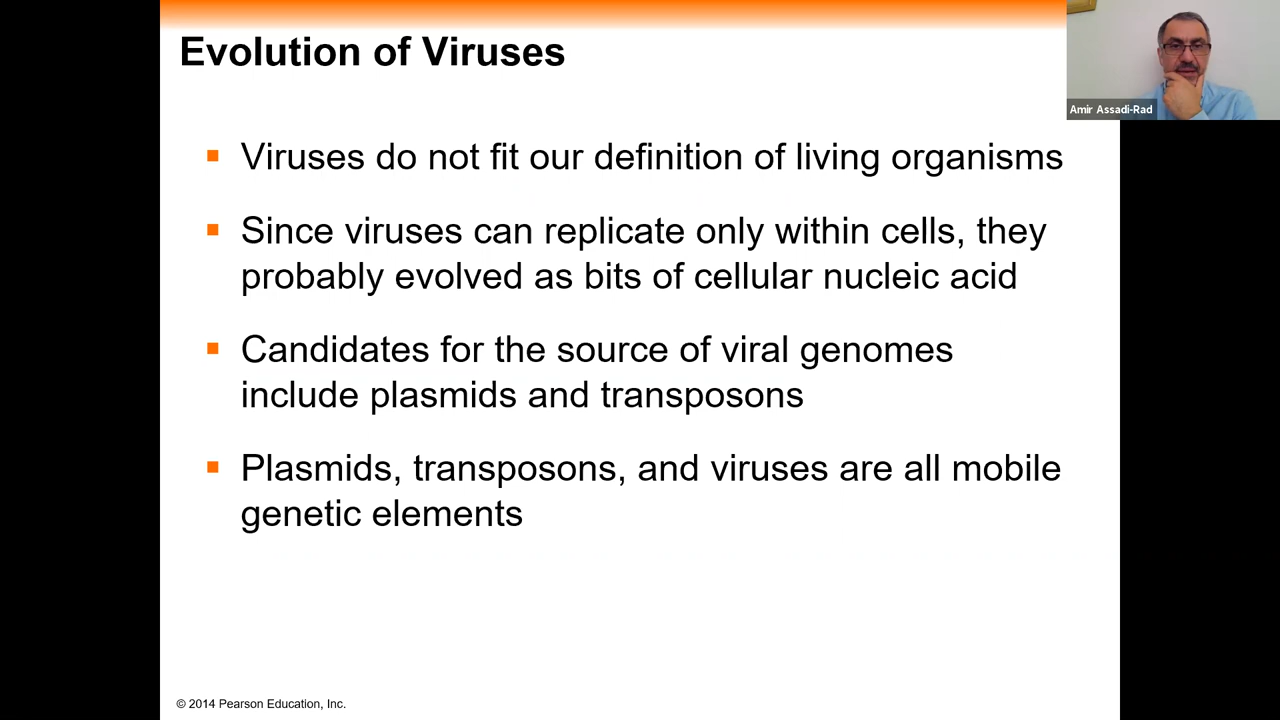 Evolution of Viruses
Amir Assadi-Rad
▪ Viruses do not fit our definition of living organisms
▪ Since viruses can replicate only within cells, they
probably evolved as bits of cellular nucleic acid
▪ Candidates for the source of viral genomes
include plasmids and transposons
▪ Plasmids, transposons, and viruses are all mobile
genetic elements
© 2014 Pearson Education, Inc.